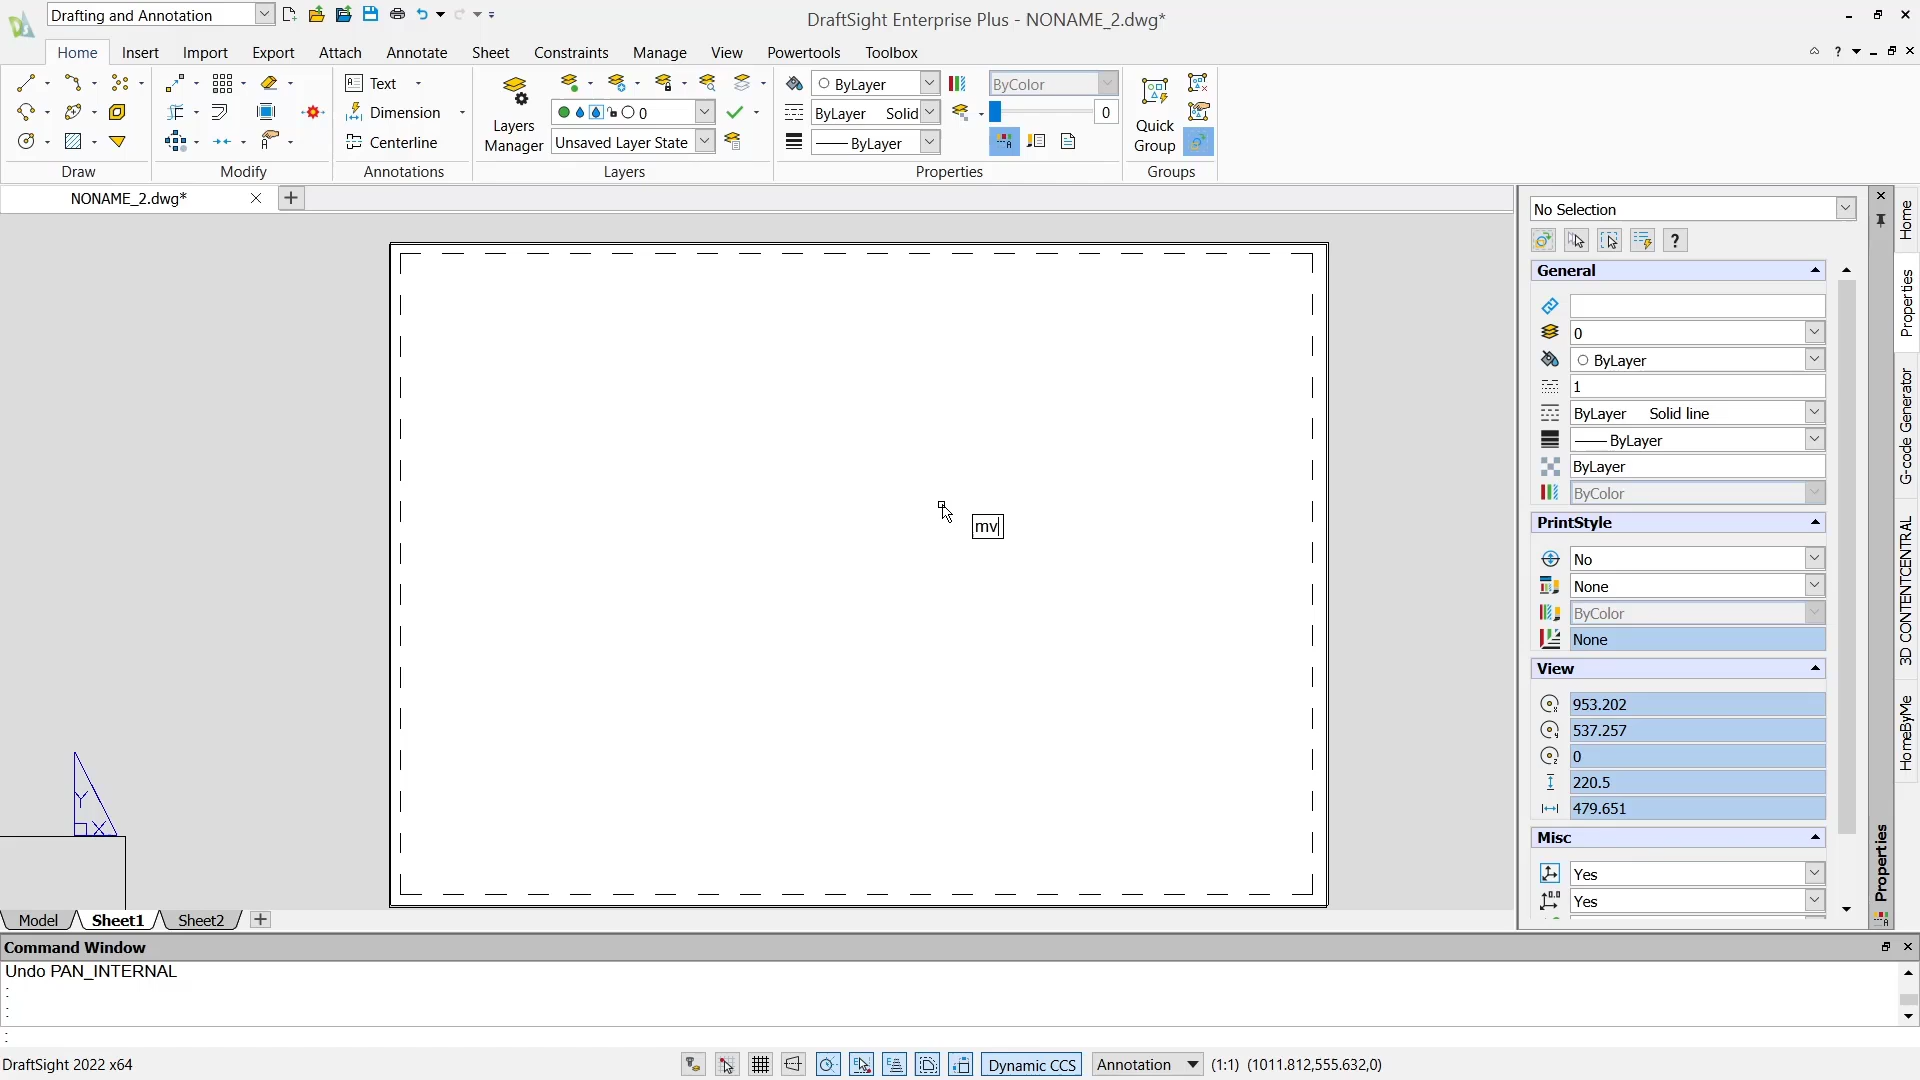 Drafting and Annotation
DraftSight Enterprise Plus - NONAME_2.dwg*
Home Insert Import Export Attach Annotate Sheet Constraints Manage View Powertools Toolbox
Text
Dimension
Centerline
Layers
Manager
0
Unsaved Layer State
ByLayer
ByLayer Solid
ByLayer
ByColor
0
Quick
Group
Draw Modify Annotations Layers Properties Groups
NONAME_2.dwg*
No Selection
General
0
ByLayer
1
ByLayer Solid line
ByLayer
ByLayer
ByColor
PrintStyle
No
None
ByColor
None
View
953.202
537.257
0
220.5
479.651
Misc
Yes
Yes
Properties
Home
Properties
G-code Generator
3D CONTENTCENTRAL
HomeByMe
mv
Y
X
Model Sheet1 Sheet2
Command Window
Undo PAN_INTERNAL
:
:
:
DraftSight 2022 x64
Dynamic CCS Annotation (1:1) (1011.812,555.632,0)